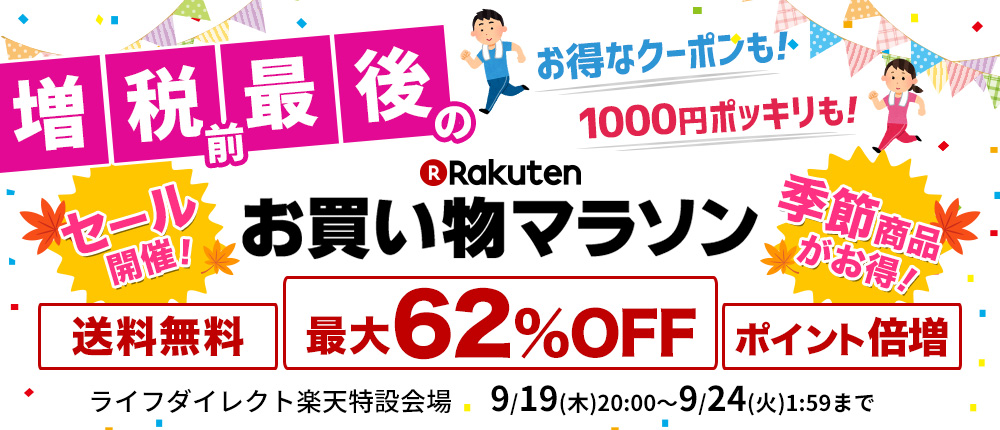 増税前最後の
お得なクーポンも!
1000円ポッキリも!
R Rakuten
お買い物マラソン
セール
開催!
季節商品
がお得!
送料無料
最大62%OFF
ポイント倍増
ライフダイレクト楽天特設会場 9/19(木)20:00〜9/24(火)1:59まで